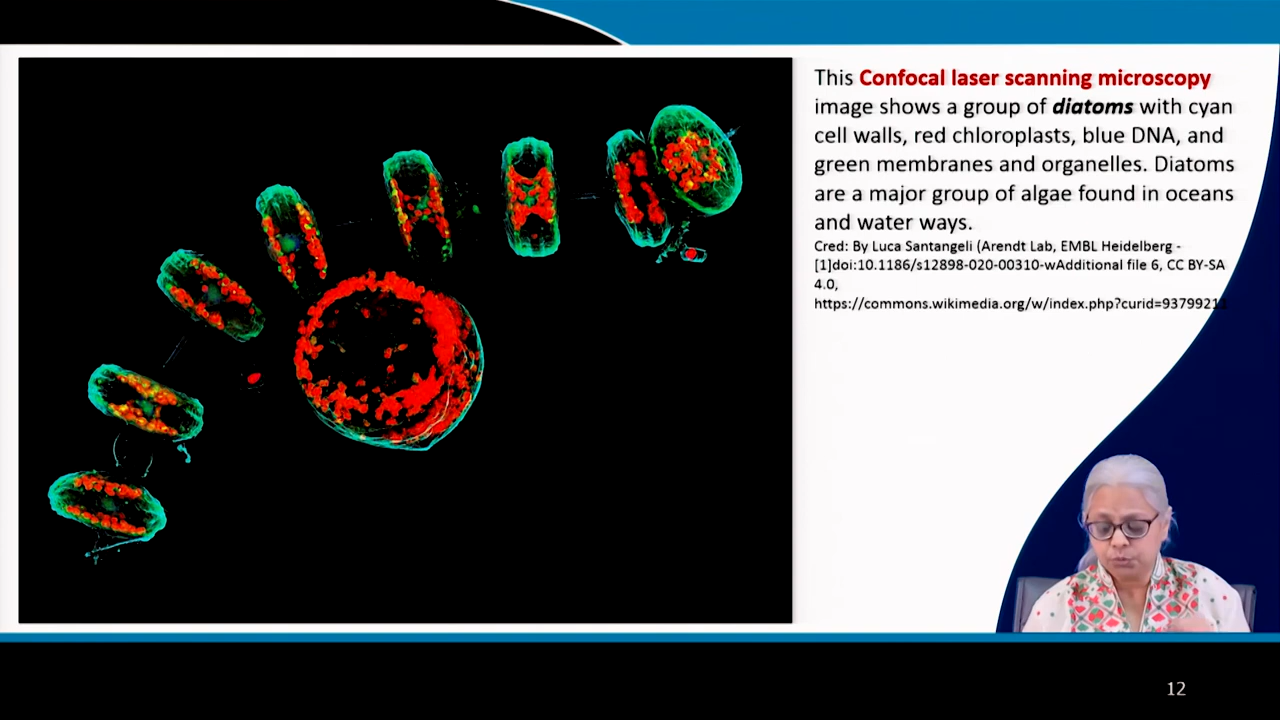 This Confocal laser scanning microscopy
image shows a group of diatoms with cyan
cell walls, red chloroplasts, blue DNA, and
green membranes and organelles. Diatoms
are a major group of algae found in oceans
and water ways.
Cred: By Luca Santangeli (Arendt Lab, EMBL Heidelberg -
[1]doi:10.1186/s12898-020-00310-wAdditional file 6, CC BY-SA
4.0,
12